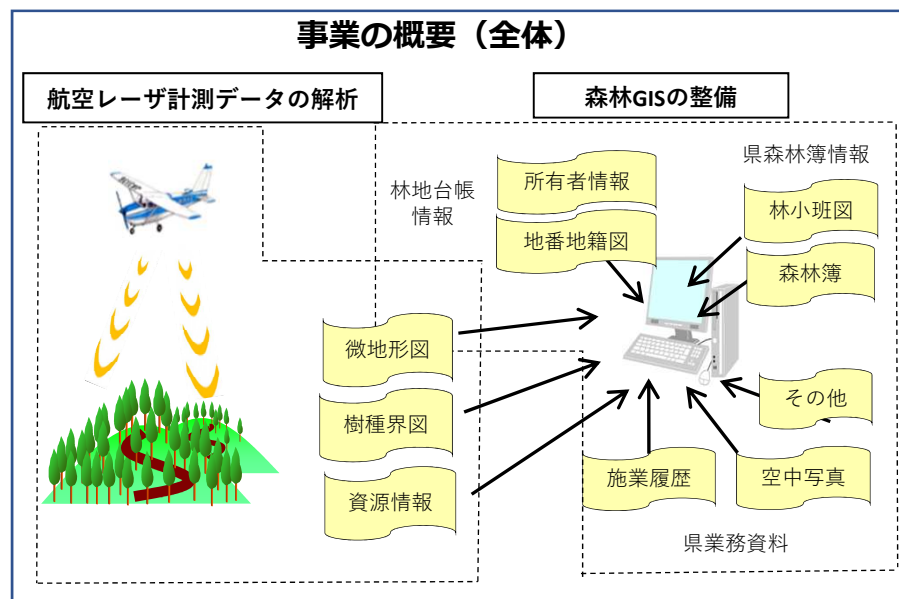 事業の概要（全体）
航空レーザ計測データの解析
森林GISの整備
林地台帳
情報
所有者情報
地番地籍図
県森林簿情報
林小班図
森林簿
微地形図
樹種界図
資源情報
その他
施業履歴
空中写真
県業務資料